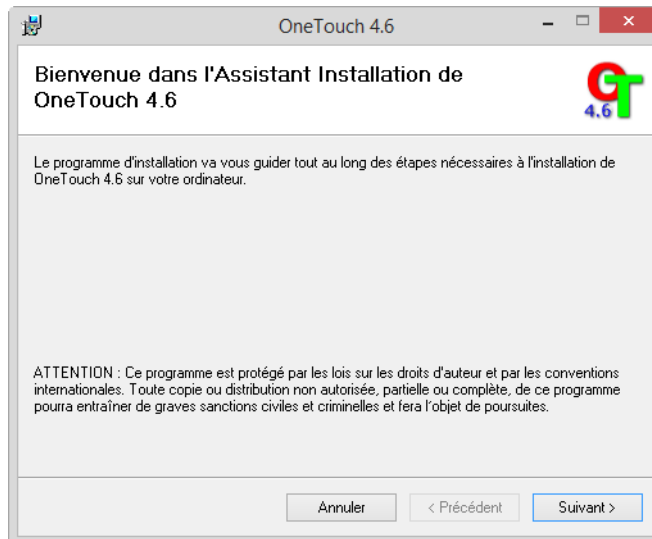 OneTouch 4.6
Bienvenue dans l'Assistant Installation de
OneTouch 4.6
OT
4.6
Le programme d'installation va vous guider tout au long des étapes nécessaires à l'installation de
OneTouch 4.6 sur votre ordinateur.
ATTENTION : Ce programme est protégé par les lois sur les droits d'auteur et par les conventions
internationales. Toute copie ou distribution non autorisée, partielle ou complète, de ce programme
pourra entraîner de graves sanctions civiles et criminelles et fera l'objet de poursuites.
Annuler
< Précédent
Suivant >